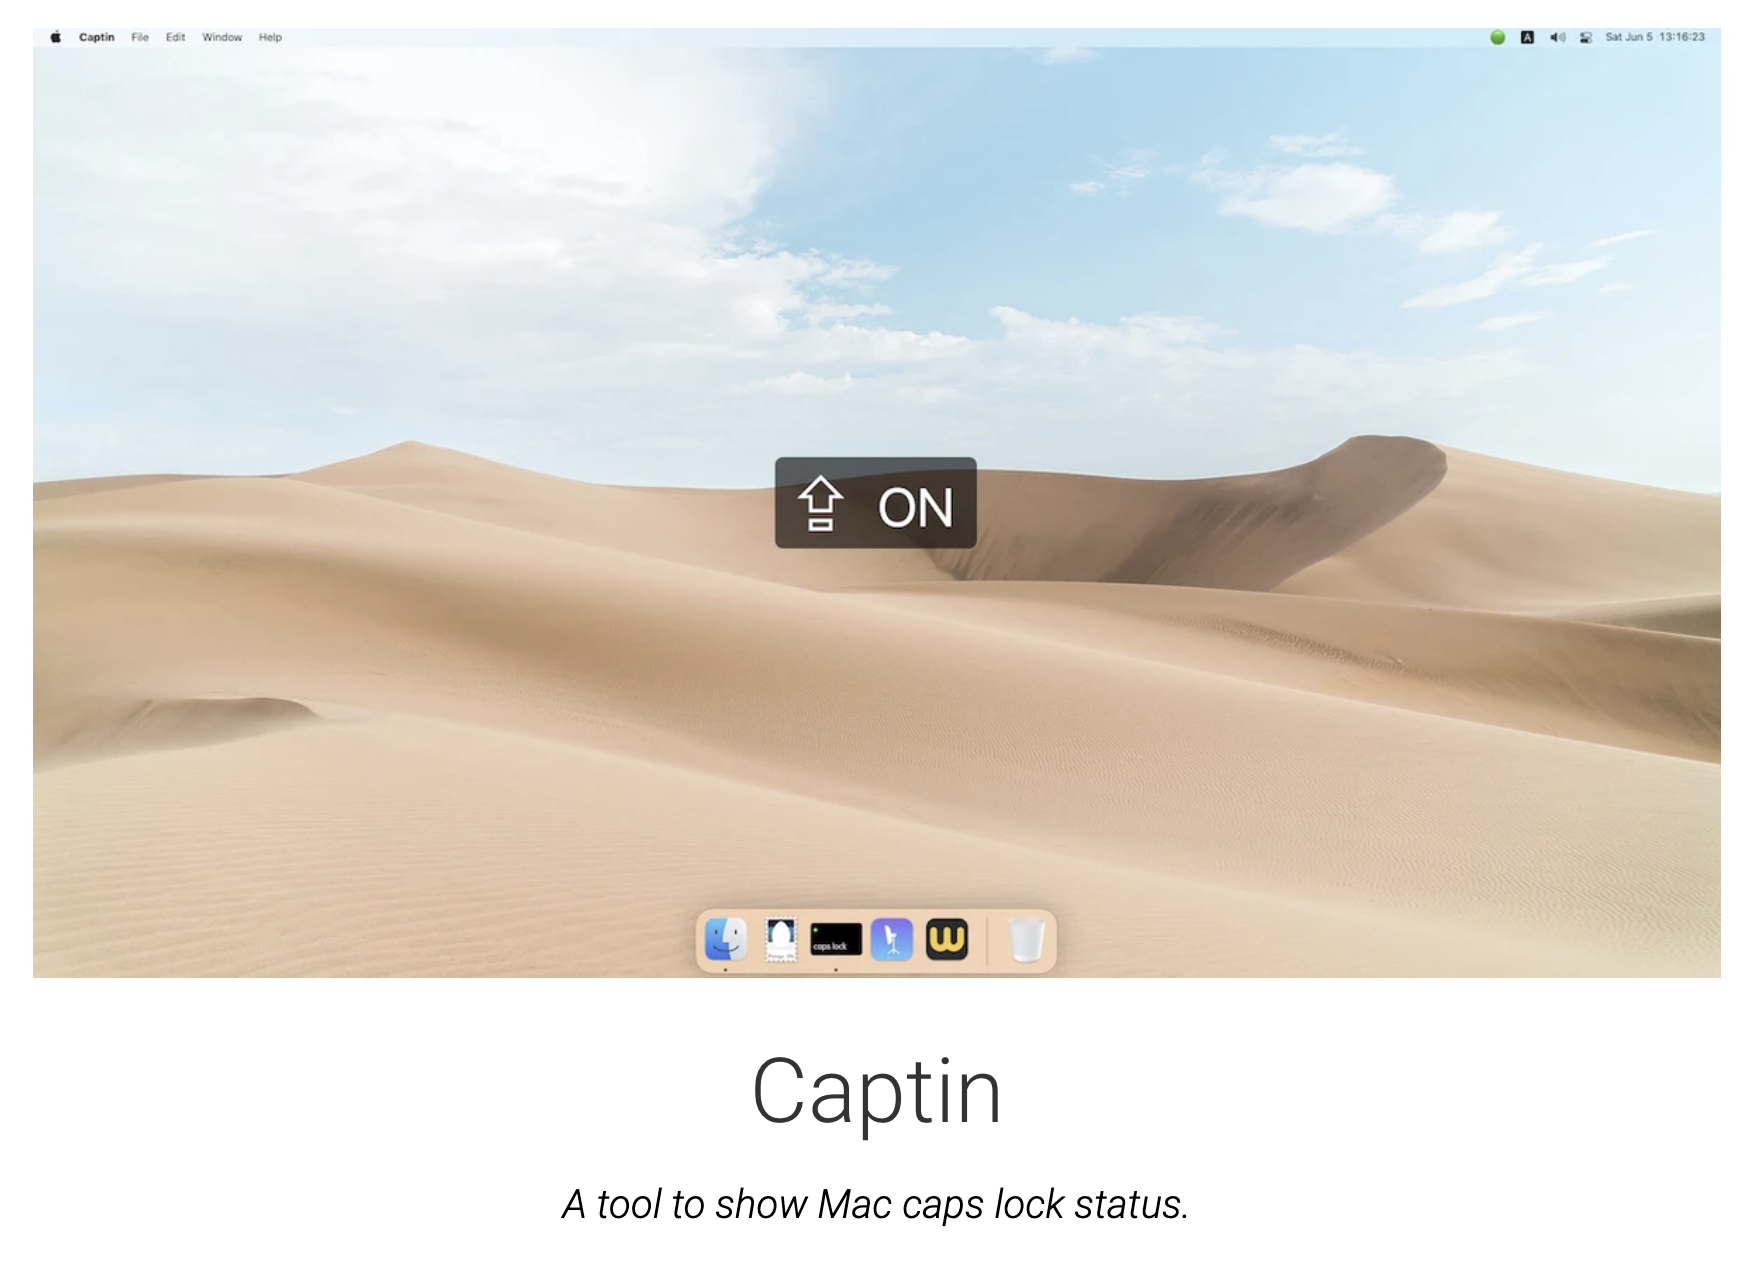 Captin File Edit Window Help A Sat Jun 5 13:16:23
ON
caps lock
Captin
A tool to show Mac caps lock status.